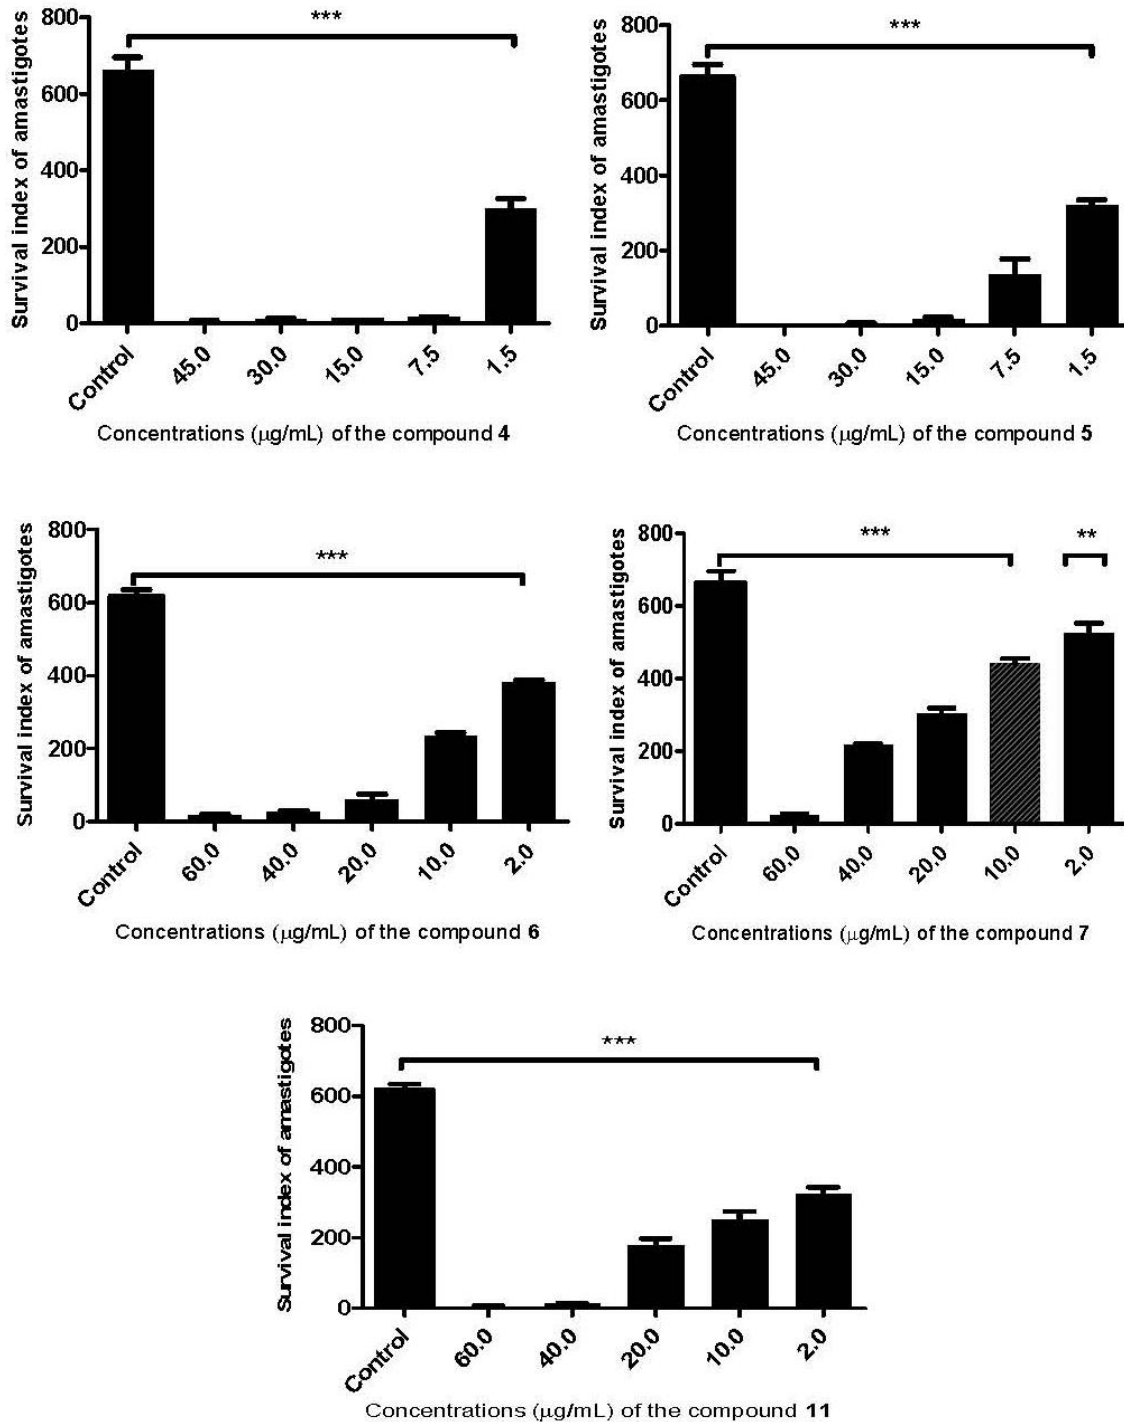 ***
800
600
400
200
0
Survival index of amastigotes
Control 45.0 30.0 15.0 7.5 1.5
Concentrations (µg/mL) of the compound 4
***
800
600
400
200
0
Survival index of amastigotes
Control 45.0 30.0 15.0 7.5 1.5
Concentrations (µg/mL) of the compound 5
***
800
600
400
200
0
Survival index of amastigotes
Control 60.0 40.0 20.0 10.0 2.0
Concentrations (µg/mL) of the compound 6
*** **
800
600
400
200
0
Survival index of amastigotes
Control 60.0 40.0 20.0 10.0 2.0
Concentrations (µg/mL) of the compound 7
***
800
600
400
200
0
Survival index of amastigotes
Control 60.0 40.0 20.0 10.0 2.0
Concentrations (µg/mL) of the compound 11